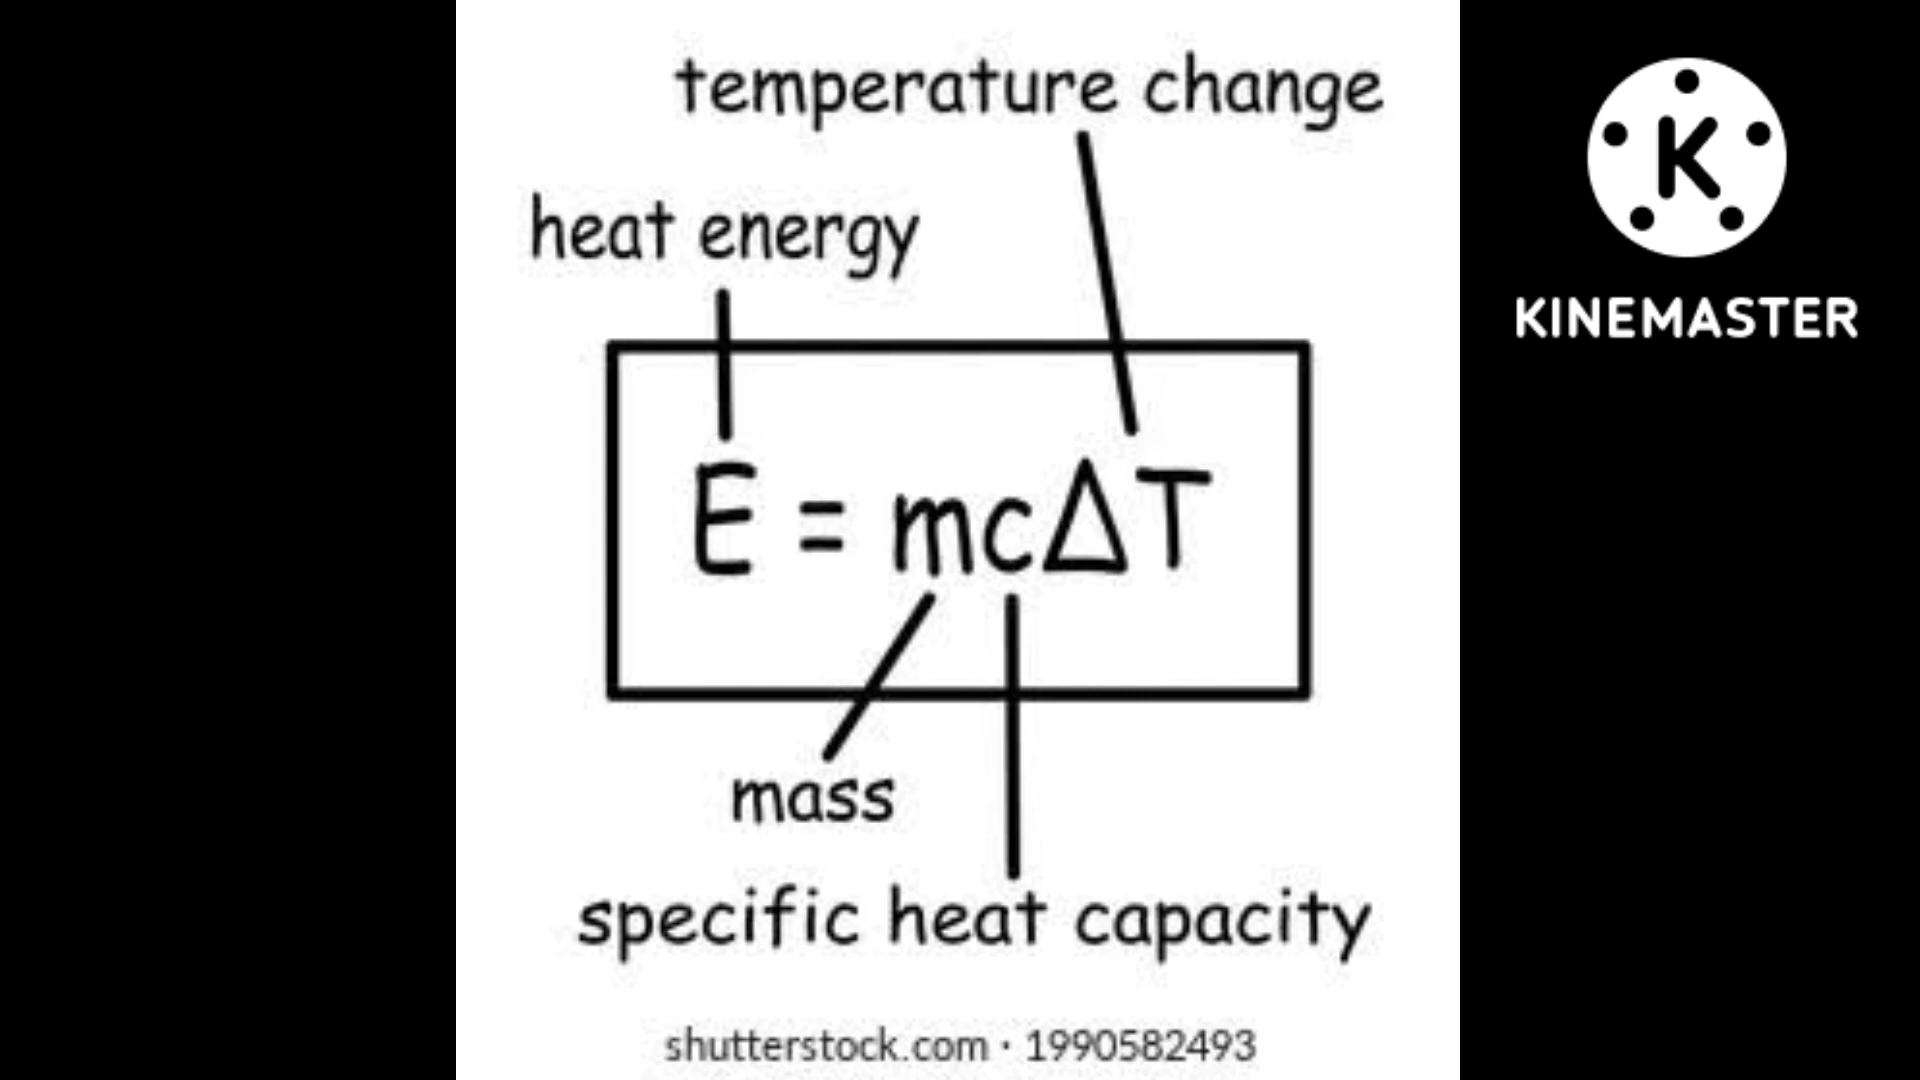 temperature change
heat energy
E = mcΔT
mass
specific heat capacity
shutterstock.com · 1990582493
K
KINEMASTER